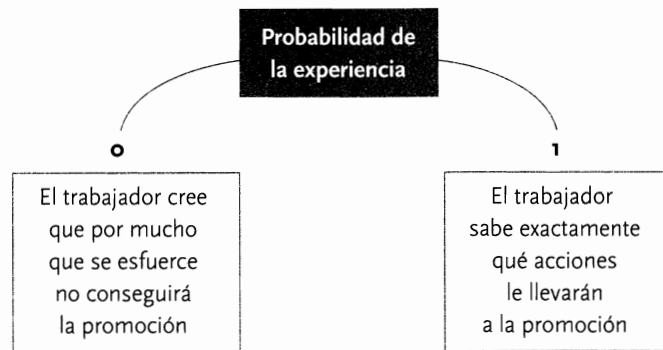 Probabilidad de
la experiencia
0
1
El trabajador cree
que por mucho
que se esfuerce
no conseguirá
la promoción
El trabajador
sabe exactamente
qué acciones
le llevarán
a la promoción